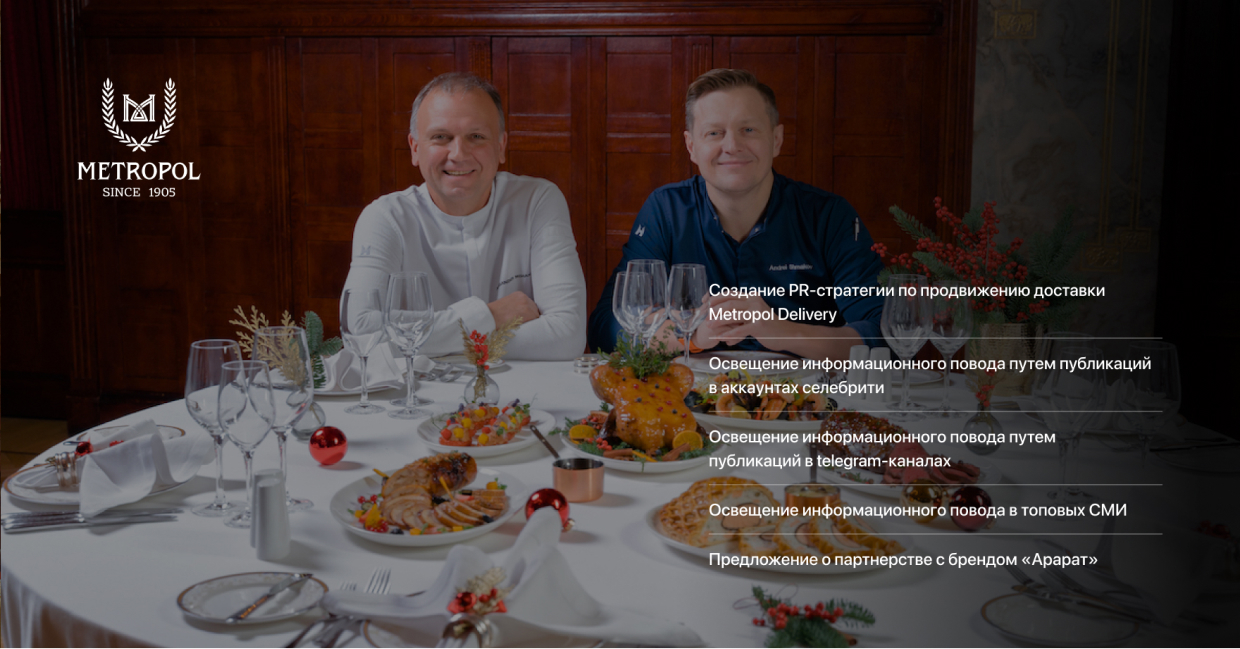 METROPOL
SINCE 1905
Создание PR-стратегии по продвижению доставки
Metropol Delivery
Освещение информационного повода путем публикаций
в аккаунтах селебрити
Освещение информационного повода путем
публикаций в telegram-каналах
Освещение информационного повода в топовых СМИ
Предложение о партнерстве с брендом «Арарат»